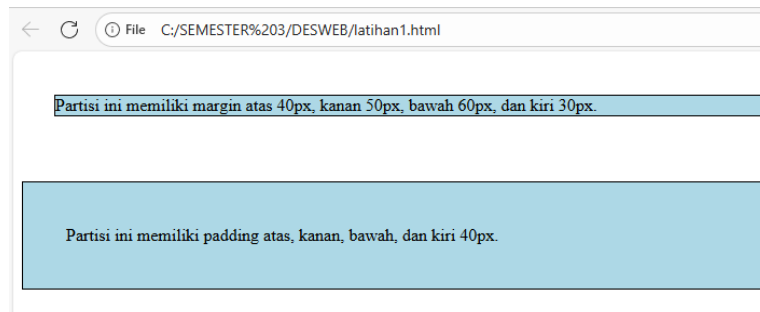 File C:/SEMESTER%203/DESWEB/latihan1.html
Partisi ini memiliki margin atas 40px, kanan 50px, bawah 60px, dan kiri 30px.
Partisi ini memiliki padding atas, kanan, bawah, dan kiri 40px.